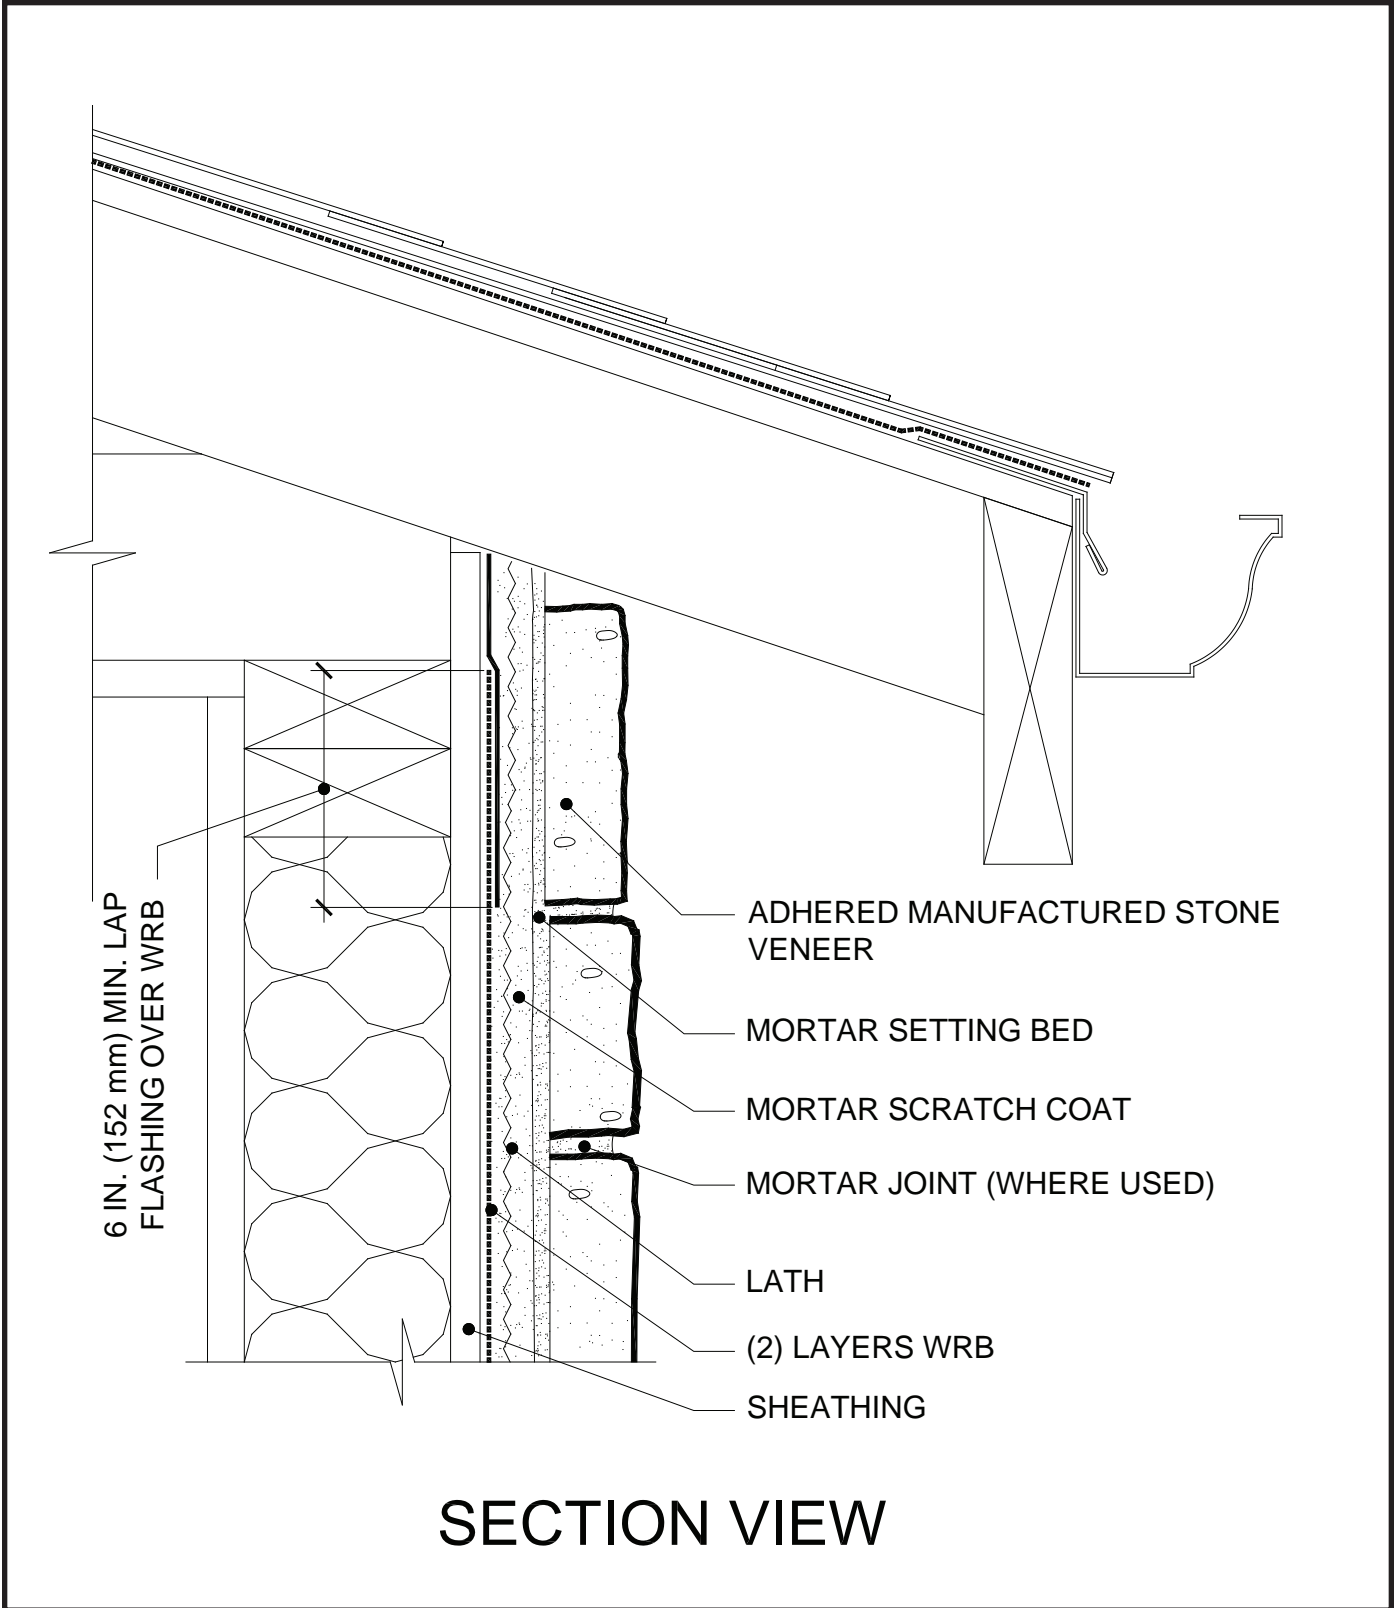 6 IN. (152 mm) MIN. LAP
FLASHING OVER WRB
ADHERED MANUFACTURED STONE
VENEER
MORTAR SETTING BED
MORTAR SCRATCH COAT
MORTAR JOINT (WHERE USED)
LATH
(2) LAYERS WRB
SHEATHING
SECTION VIEW